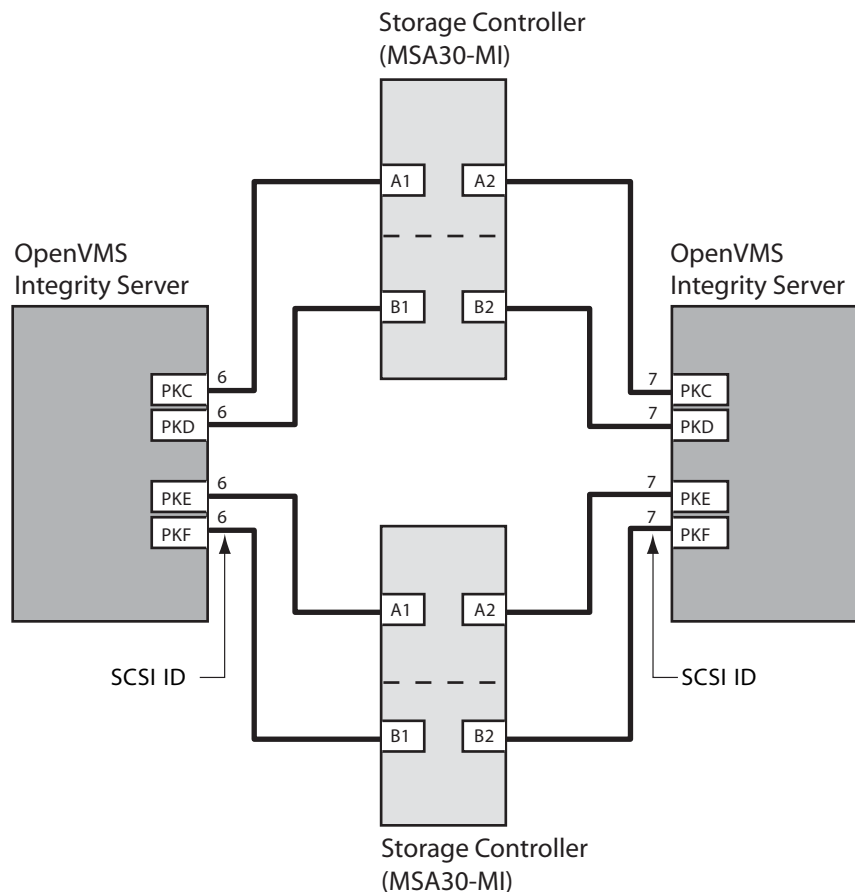 Storage Controller
(MSA30-MI)
A1
A2
OpenVMS
Integrity Server
OpenVMS
Integrity Server
B1
B2
6
PKC
7
PKC
6
PKD
7
PKD
6
PKE
7
PKE
6
PKF
7
PKF
A1
A2
SCSI ID
SCSI ID
B1
B2
Storage Controller
(MSA30-MI)